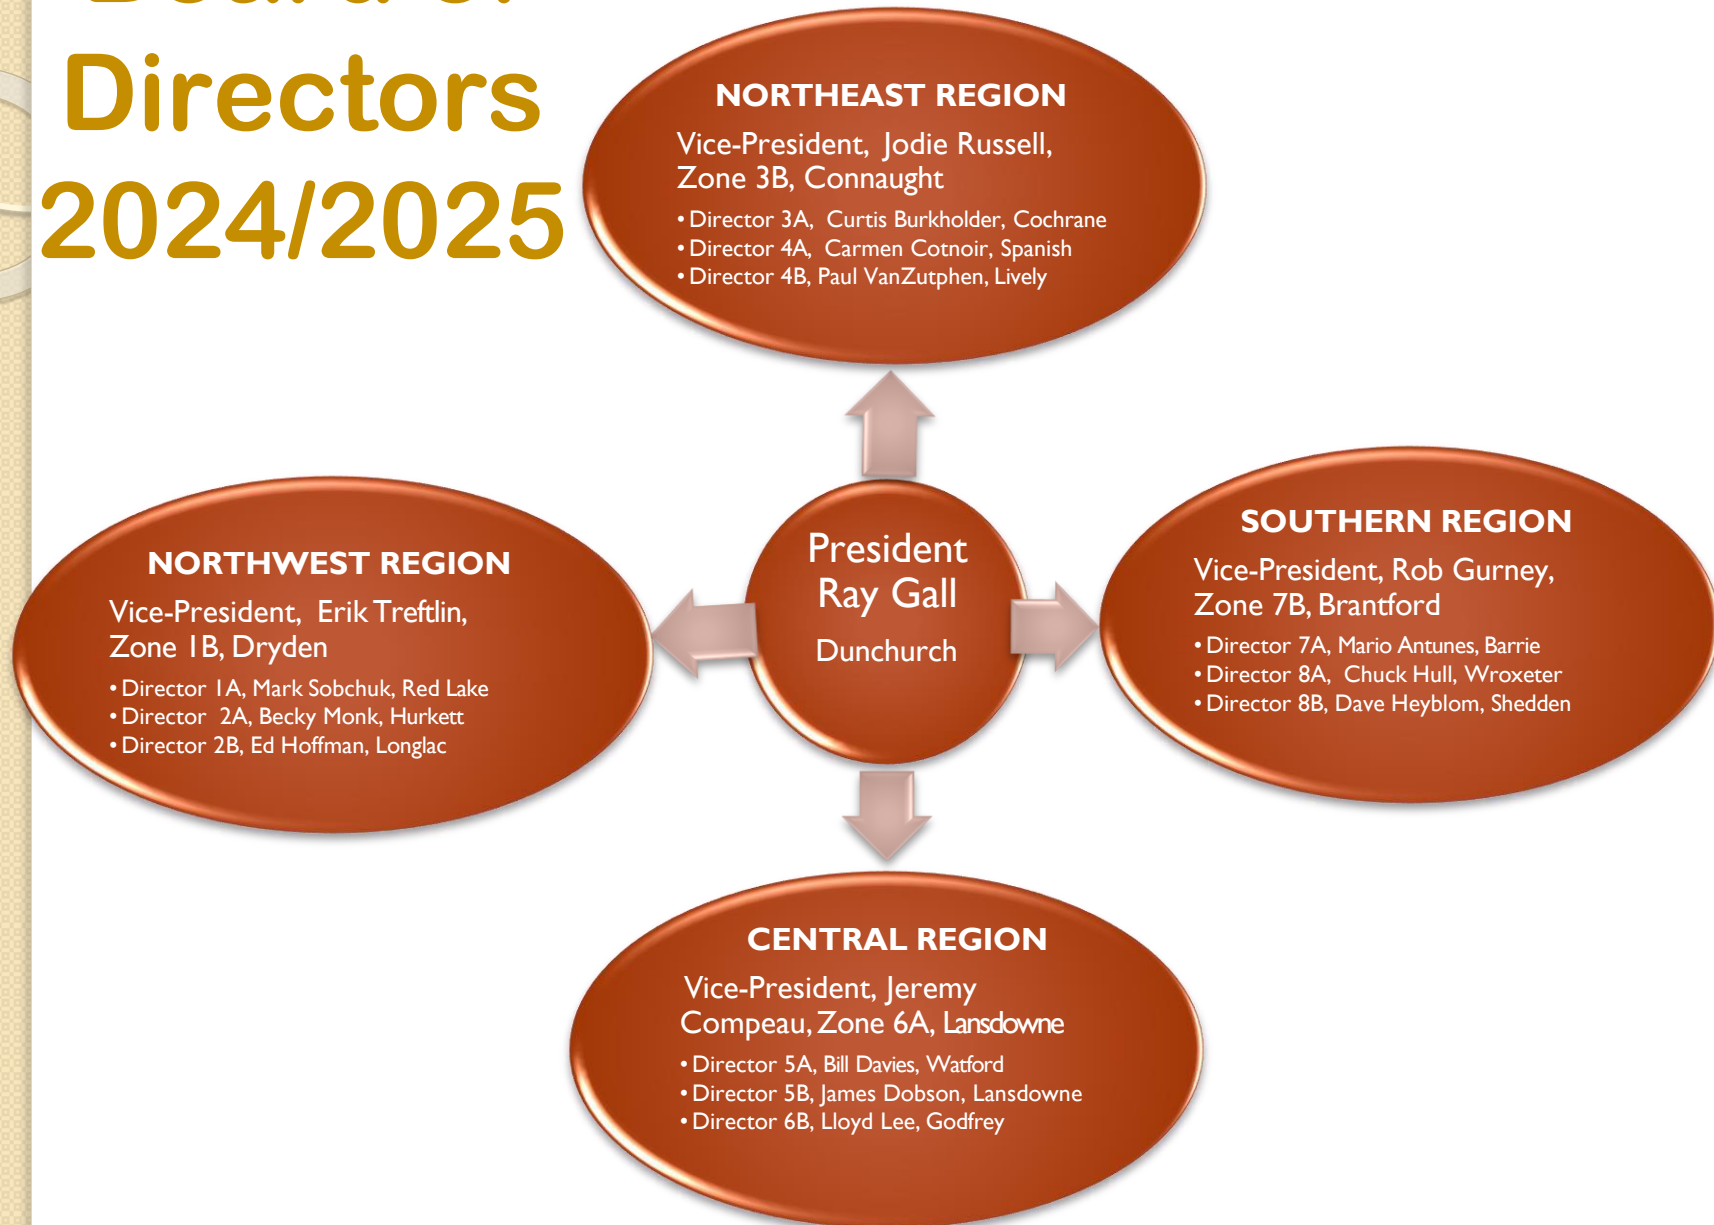 Directors
2024/2025
NORTHEAST REGION
Vice-President, Jodie Russell,
Zone 3B, Connaught
• Director 3A, Curtis Burkholder, Cochrane
• Director 4A, Carmen Cotnoir, Spanish
• Director 4B, Paul VanZutphen, Lively
NORTHWEST REGION
Vice-President, Erik Treftlin,
Zone 1B, Dryden
• Director 1A, Mark Sobchuk, Red Lake
• Director 2A, Becky Monk, Hurkett
• Director 2B, Ed Hoffman, Longlac
President
Ray Gall
Dunchurch
SOUTHERN REGION
Vice-President, Rob Gurney,
Zone 7B, Brantford
• Director 7A, Mario Antunes, Barrie
• Director 8A, Chuck Hull, Wroxeter
• Director 8B, Dave Heyblom, Shedden
CENTRAL REGION
Vice-President, Jeremy
Compeau, Zone 6A, Lansdowne
• Director 5A, Bill Davies, Watford
• Director 5B, James Dobson, Lansdowne
• Director 6B, Lloyd Lee, Godfrey